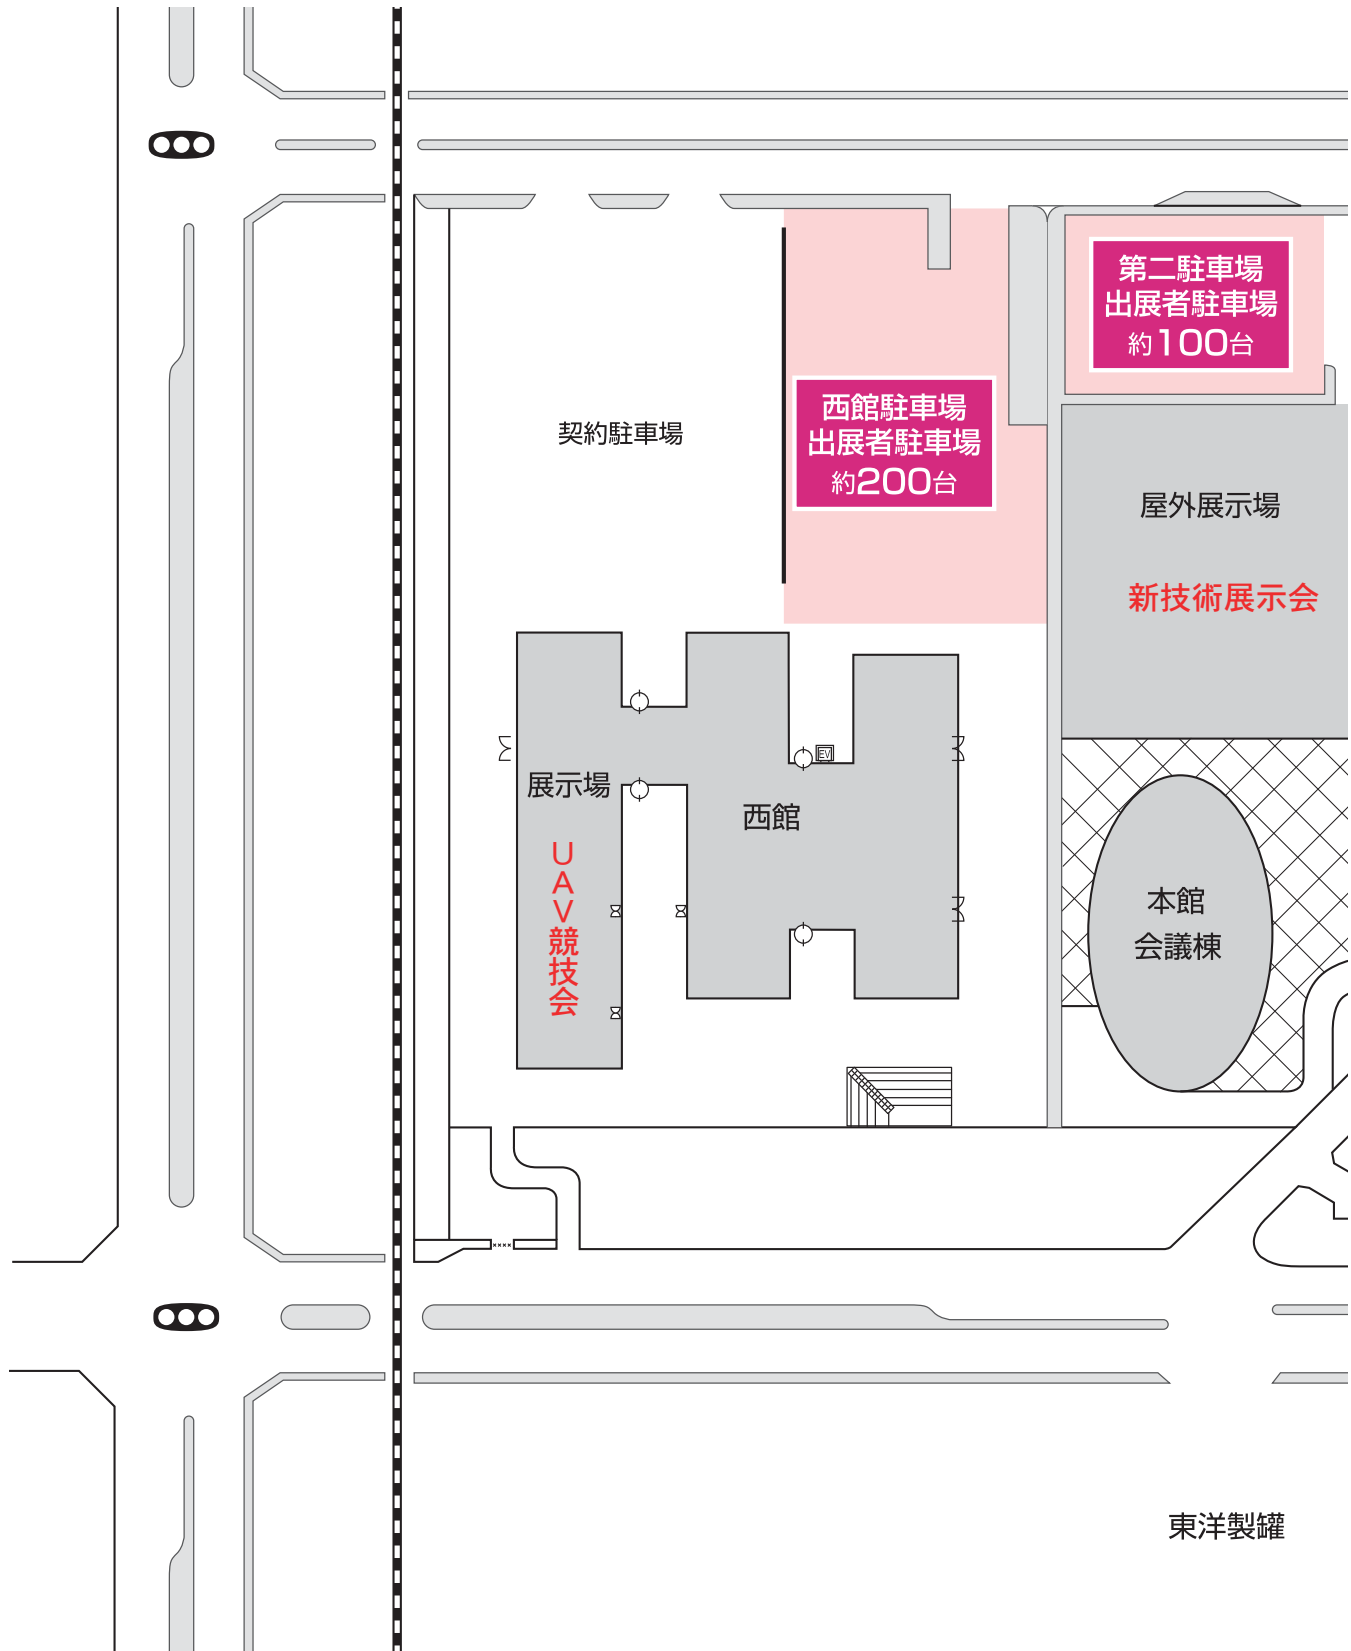 第二駐車場
出展者駐車場
約100台
西館駐車場
出展者駐車場
約200台
契約駐車場
屋外展示場
新技術展示会
EV
展示場
西館
UAV競技会
本館
会議棟
東洋製罐